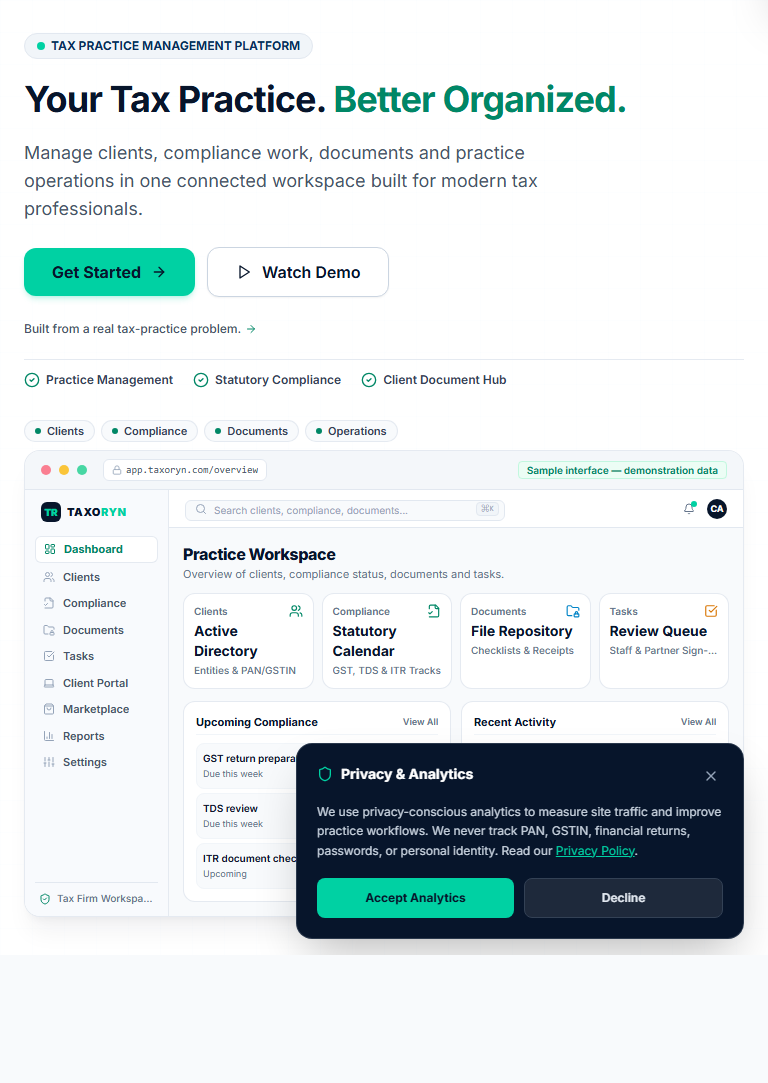 TAX PRACTICE MANAGEMENT PLATFORM
Your Tax Practice. Better Organized.
Manage clients, compliance work, documents and practice
operations in one connected workspace built for modern tax
professionals.
Get Started →
Watch Demo
Built from a real tax-practice problem. →
Practice Management
Statutory Compliance
Client Document Hub
Clients
Compliance
Documents
Operations
app.taxoryn.com/overview
Sample interface — demonstration data
TR TAXORYN
Search clients, compliance, documents...
⌘K
CA
Dashboard
Clients
Compliance
Documents
Tasks
Client Portal
Marketplace
Reports
Settings
Tax Firm Workspa...
Practice Workspace
Overview of clients, compliance status, documents and tasks.
Clients
Active
Directory
Entities & PAN/GSTIN
Compliance
Statutory
Calendar
GST, TDS & ITR Tracks
Documents
File Repository
Checklists & Receipts
Tasks
Review Queue
Staff & Partner Sign-...
Upcoming Compliance
View All
GST return prepara
Due this week
TDS review
Due this week
ITR document chec
Upcoming
Recent Activity
View All
Privacy & Analytics
We use privacy-conscious analytics to measure site traffic and improve
practice workflows. We never track PAN, GSTIN, financial returns,
passwords, or personal identity. Read our Privacy Policy.
Accept Analytics
Decline